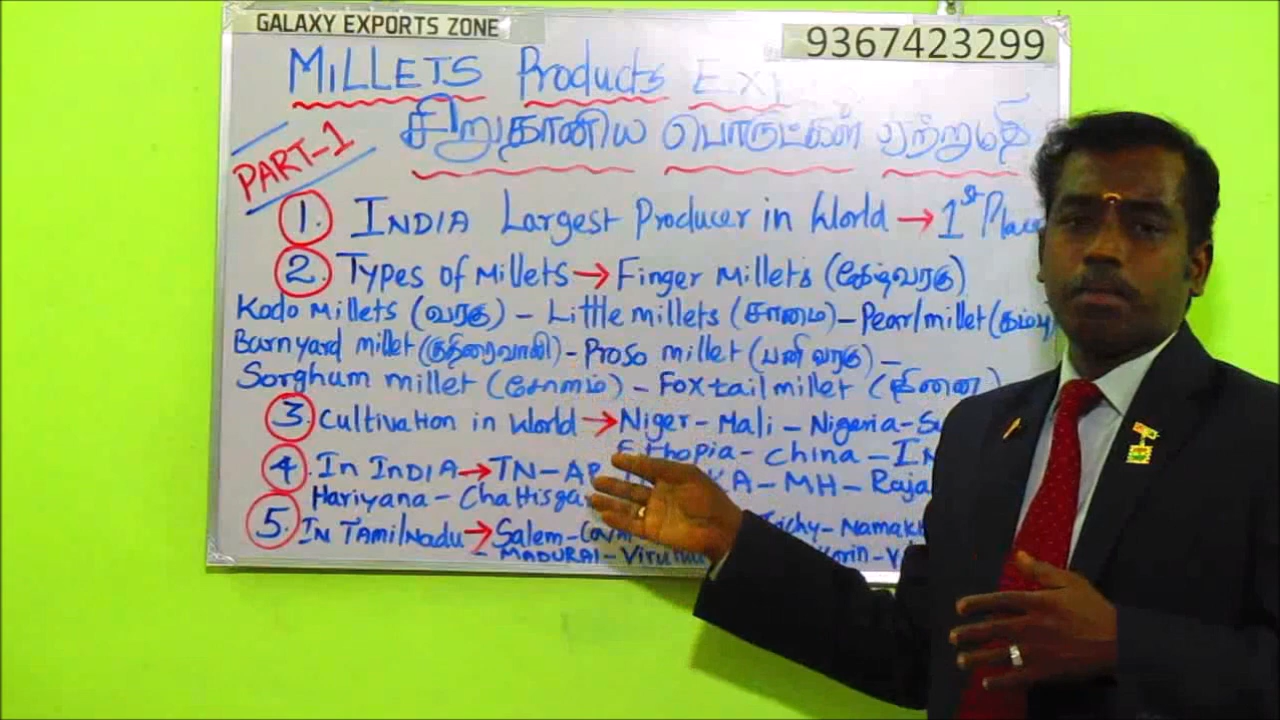 GALAXY EXPORTS ZONE
9367423299
MILLETS Products
சிறுதானிய பொருட்கள் ஏற்றுமதி
PART-1
1. INDIA Largest Producer in World → 1st Place
2. Types of Millets → Finger Millets (கேழ்வரகு)
Kodo Millets (வரகு) - Little millets (சாமை) - Pearl millet (கம்பு)
Barnyard millet (குதிரைவாலி) - Proso millet (பனி வரகு) -
Sorghum millet (சோளம்) - Foxtail millet (தினை)
3. Cultivation in World → Niger - Mali - Nigeria -
Ethopia - China -
4. In INDIA → TN - AP KA - MH -
Hariyana -
5. In TamilNadu → Salem -
- MADURAI -